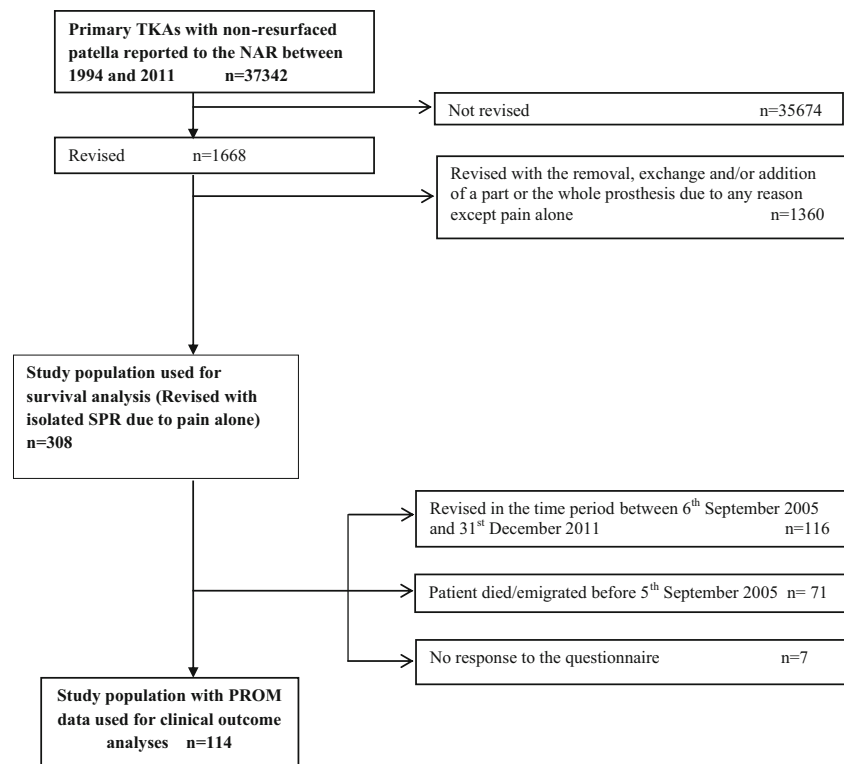 Primary TKAs with non-resurfaced
patella reported to the NAR between
1994 and 2011 n=37342
Not revised n=35674
Revised n=1668
Revised with the removal, exchange and/or addition
of a part or the whole prosthesis due to any reason
except pain alone n=1360
Study population used for
survival analysis (Revised with
isolated SPR due to pain alone)
n=308
Revised in the time period between 6th September 2005
and 31st December 2011 n=116
Patient died/emigrated before 5th September 2005 n= 71
No response to the questionnaire n=7
Study population with PROM
data used for clinical outcome
analyses n=114